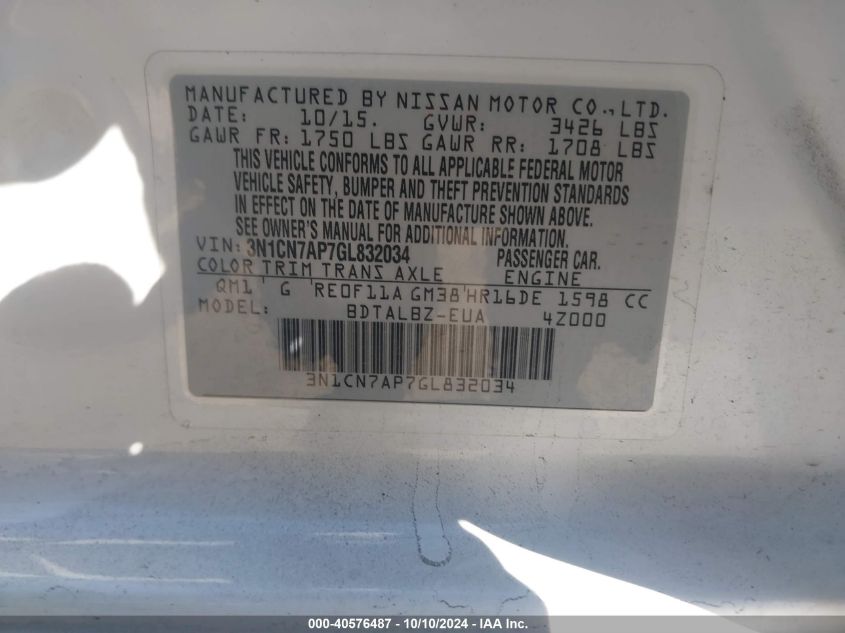 MANUFACTURED BY NISSAN MOTOR CO.,LTD.
DATE: 10/15. GVWR: 3426 LBS
GAWR FR: 1750 LBS GAWR RR: 1708 LBS
THIS VEHICLE CONFORMS TO ALL APPLICABLE FEDERAL MOTOR
VEHICLE SAFETY, BUMPER AND THEFT PREVENTION STANDARDS
IN EFFECT ON THE DATE OF MANUFACTURE SHOWN ABOVE.
SEE OWNER'S MANUAL FOR ADDITIONAL INFORMATION.
VIN: 3N1CN7AP7GL832034 PASSENGER CAR.
COLOR TRIM TRANS AXLE ENGINE
QM1 G RE0F11A GM38 HR16DE 1598 CC
MODEL: BDTALBZ-EUA 4Z000
3N1CN7AP7GL832034
000-40576487 - 10/10/2024 - IAA Inc.